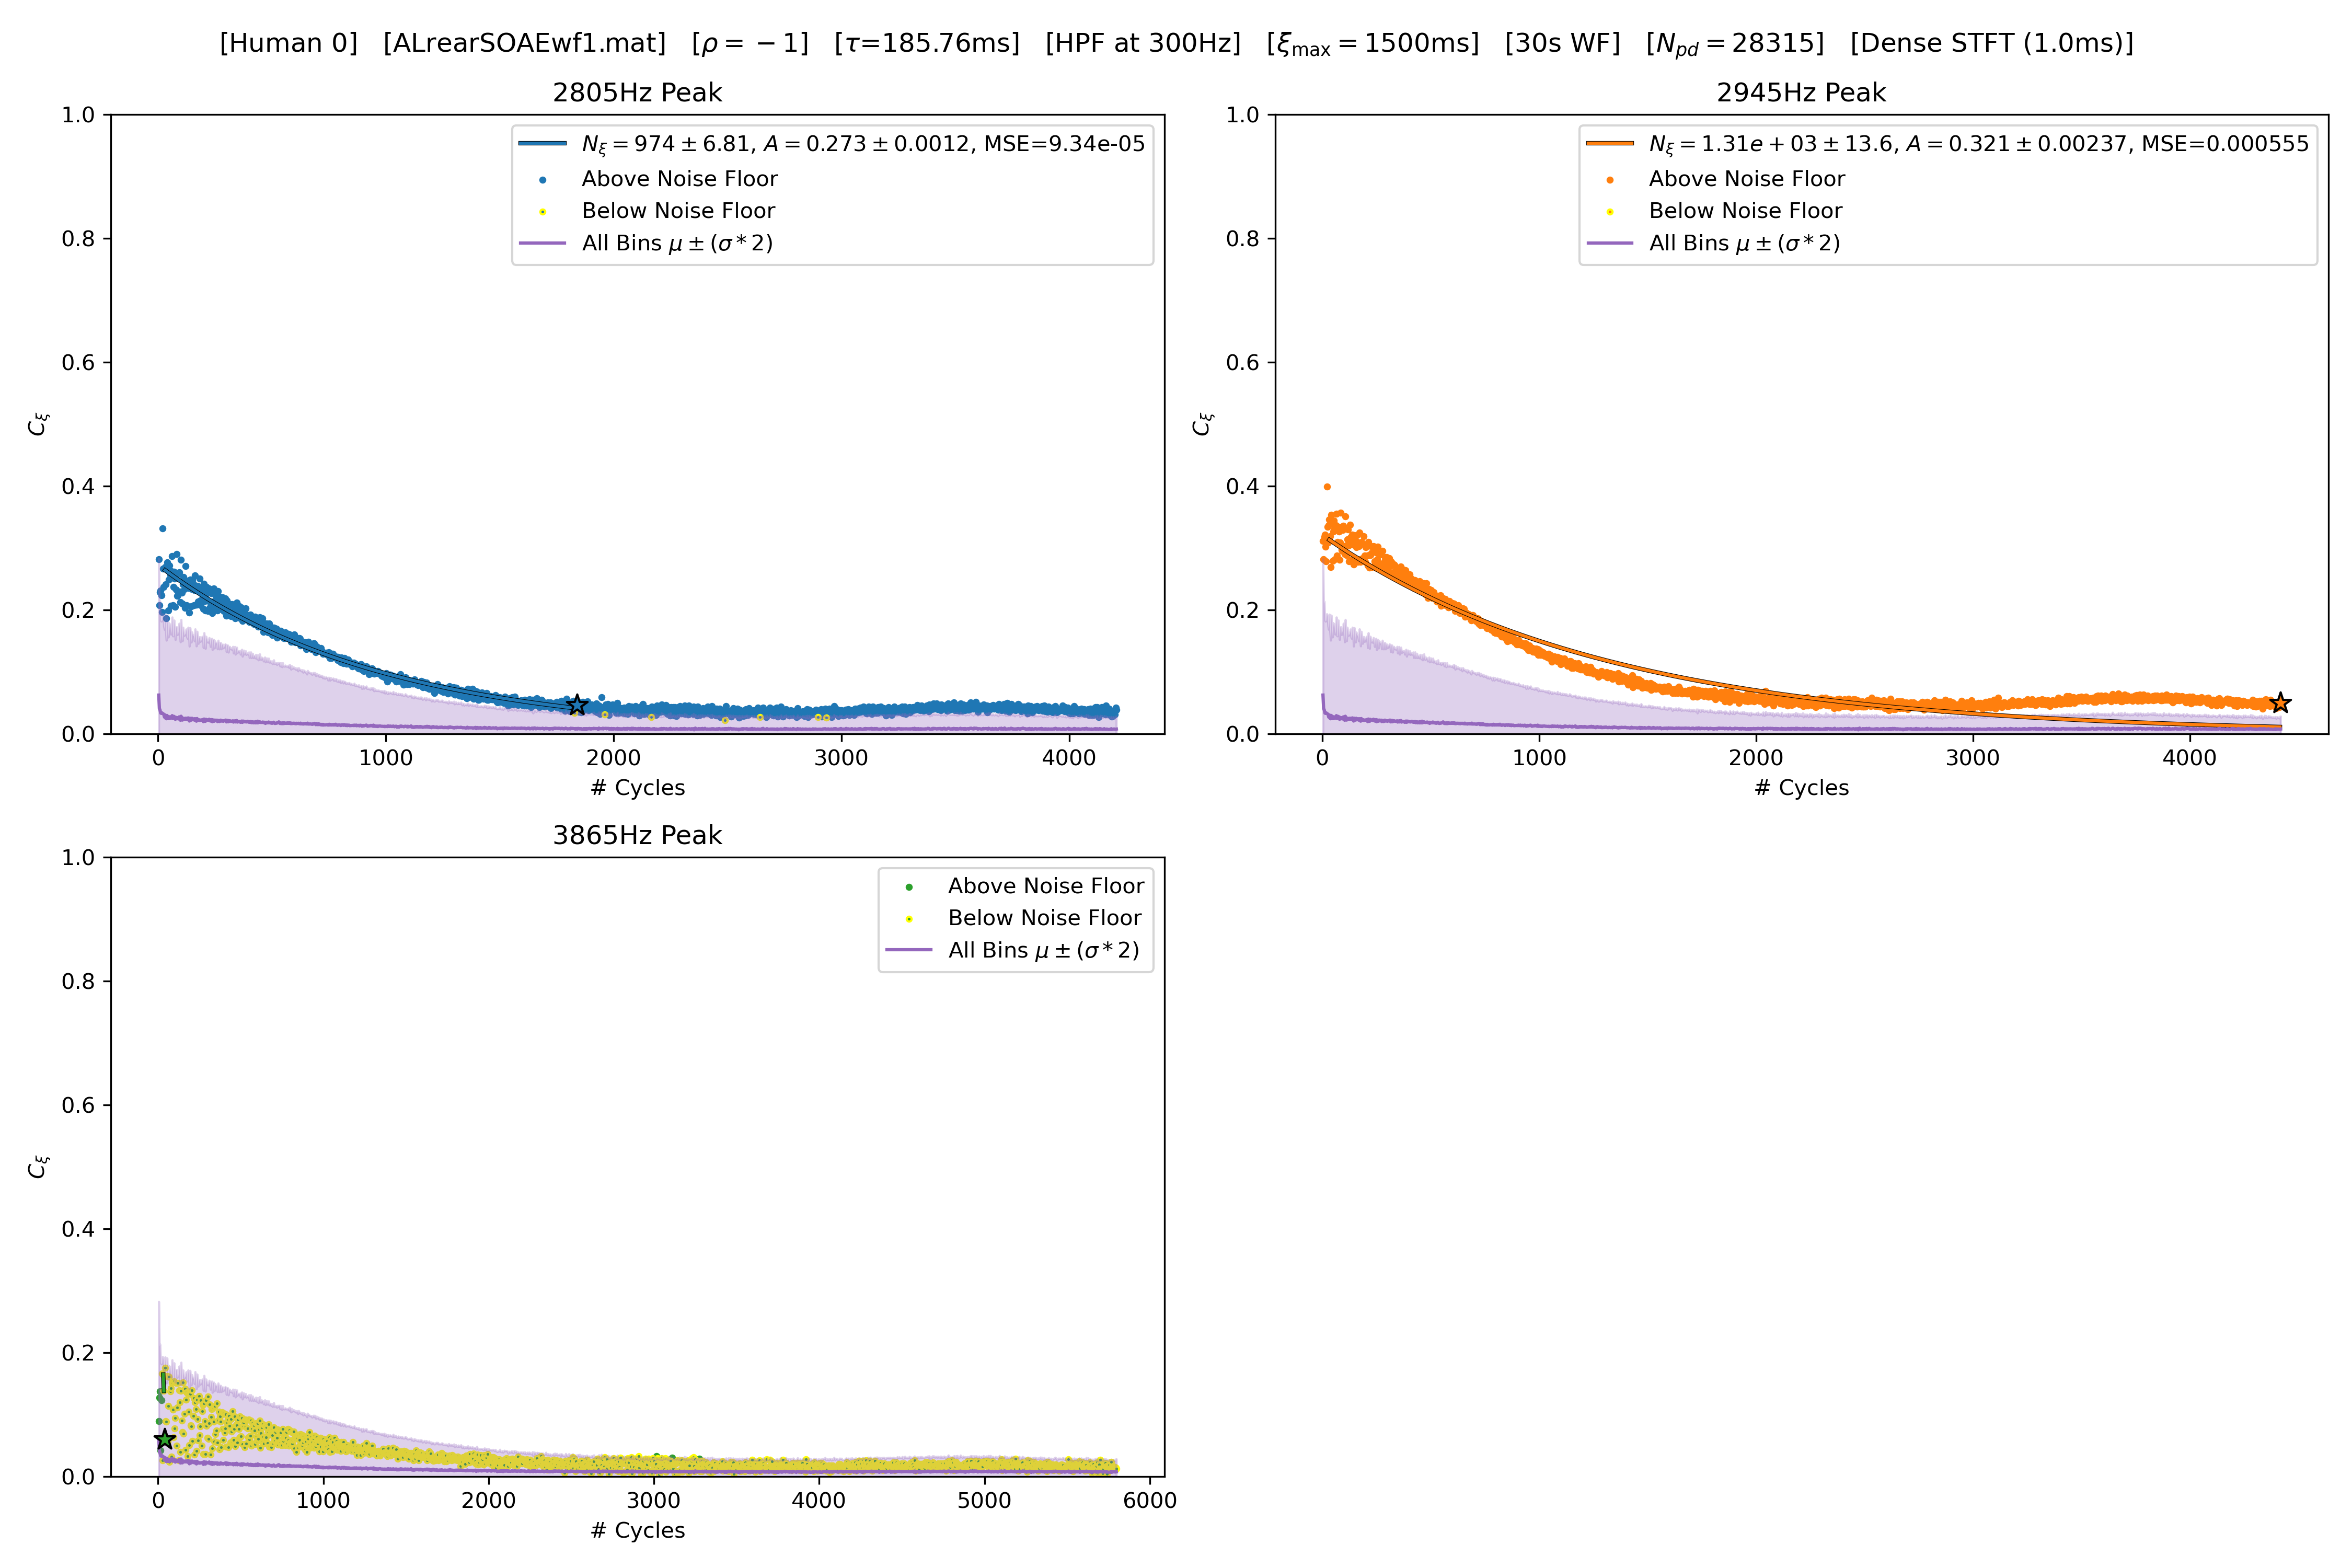 [Human 0] [ALrearSOAEwf1.mat] [ρ = −1] [τ=185.76ms] [HPF at 300Hz] [ξmax = 1500ms] [30s WF] [Npd = 28315] [Dense STFT (1.0ms)]
2805Hz Peak
Nξ = 974 ± 6.81, A = 0.273 ± 0.0012, MSE=9.34e-05
Above Noise Floor
Below Noise Floor
All Bins μ ± (σ * 2)
1.0
0.8
0.6
0.4
0.2
0.0
Cξ
0 1000 2000 3000 4000
# Cycles
2945Hz Peak
Nξ = 1.31e + 03 ± 13.6, A = 0.321 ± 0.00237, MSE=0.000555
Above Noise Floor
Below Noise Floor
All Bins μ ± (σ * 2)
1.0
0.8
0.6
0.4
0.2
0.0
Cξ
0 1000 2000 3000 4000
# Cycles
3865Hz Peak
Above Noise Floor
Below Noise Floor
All Bins μ ± (σ * 2)
1.0
0.8
0.6
0.4
0.2
0.0
Cξ
0 1000 2000 3000 4000 5000 6000
# Cycles